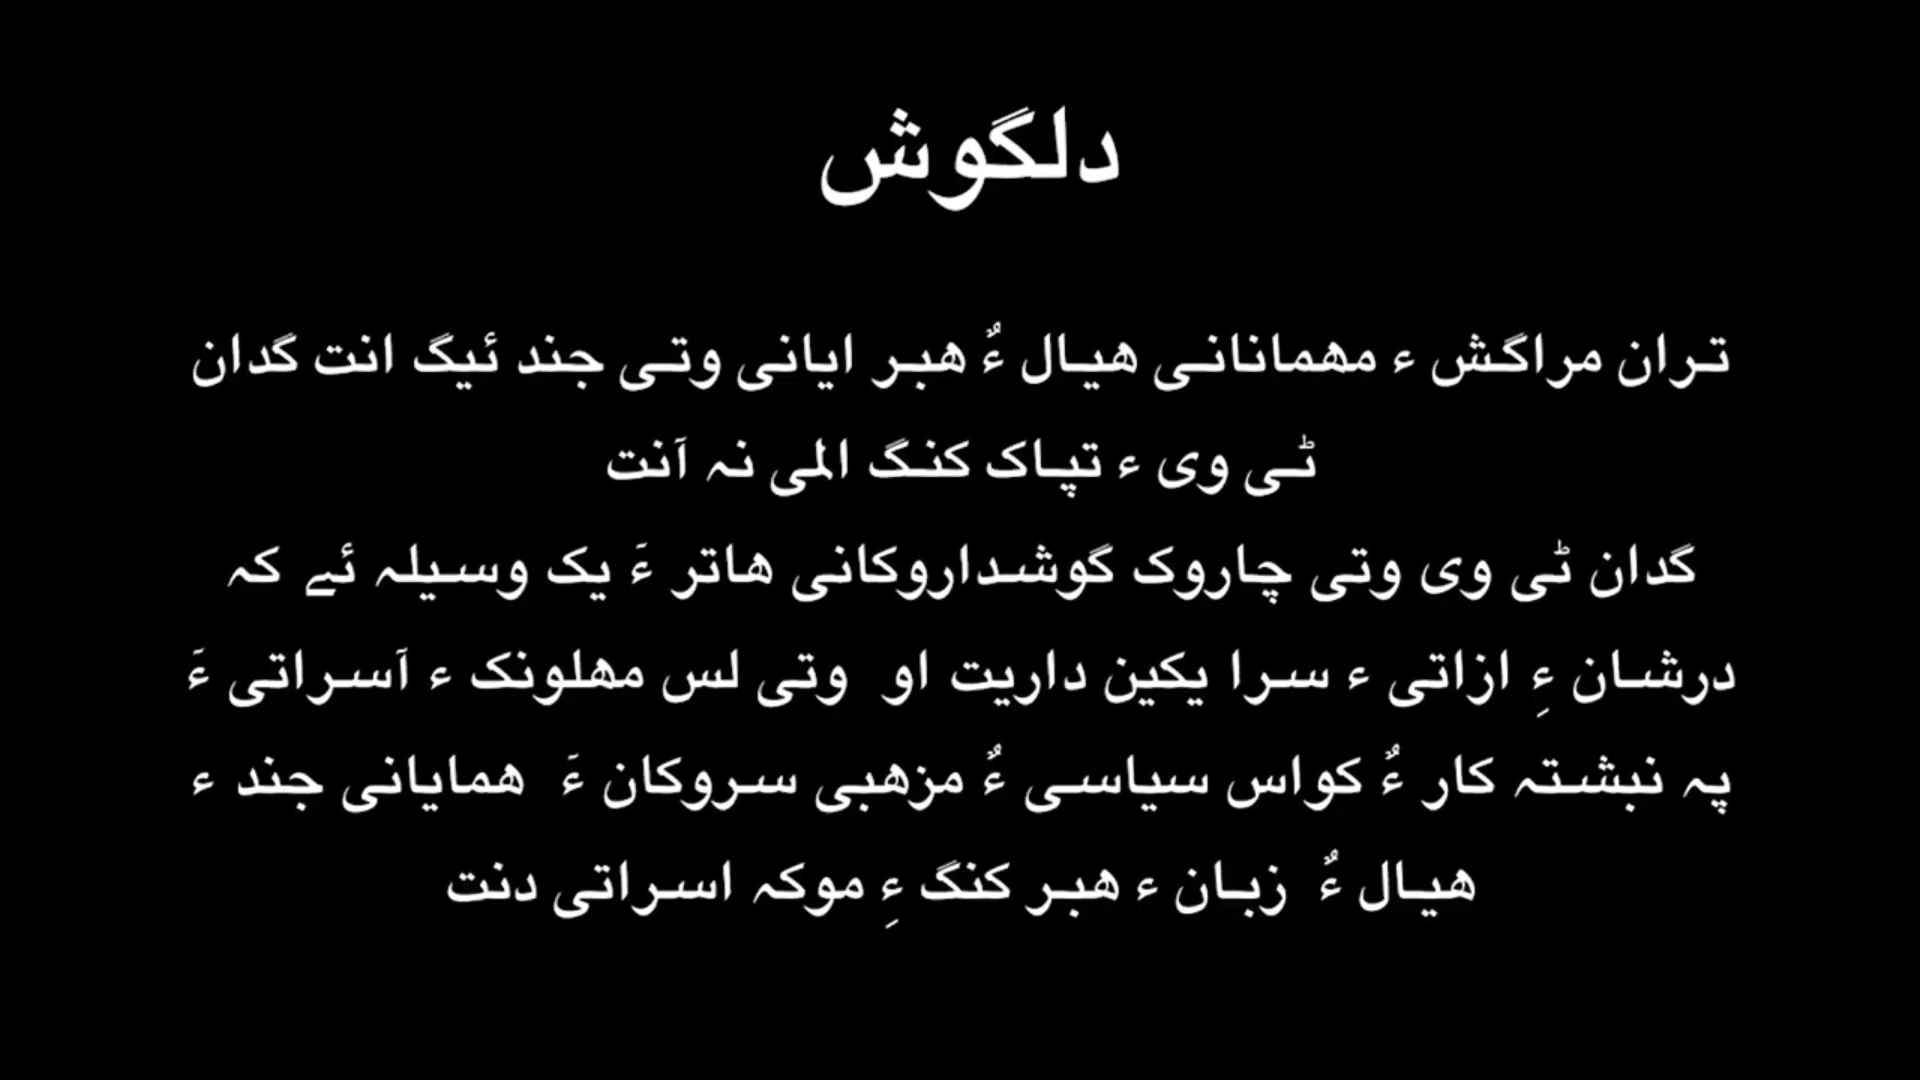 دلگوش
تران مراگش ء مهمانانی هیال ءٌ هبر ایانی وتی جند ئیگ انت گدان
ٹی وی ء تپاک کنگ المی نہ آنت
گدان ٹی وی وتی چاروک گوشداروکانی هاتر ءَ یک وسیلہ ئے کہ
درشان ءِ ازاتی ء سرا یکین داریت او وتی لس مهلونک ء آسراتی ءَ
پہ نبشتہ کار ءٌ کواس سیاسی ءٌ مزهبی سروکان ءَ همایانی جند ء
هیال ءٌ زبان ء هبر کنگ ءِ موکہ اسراتی دنت